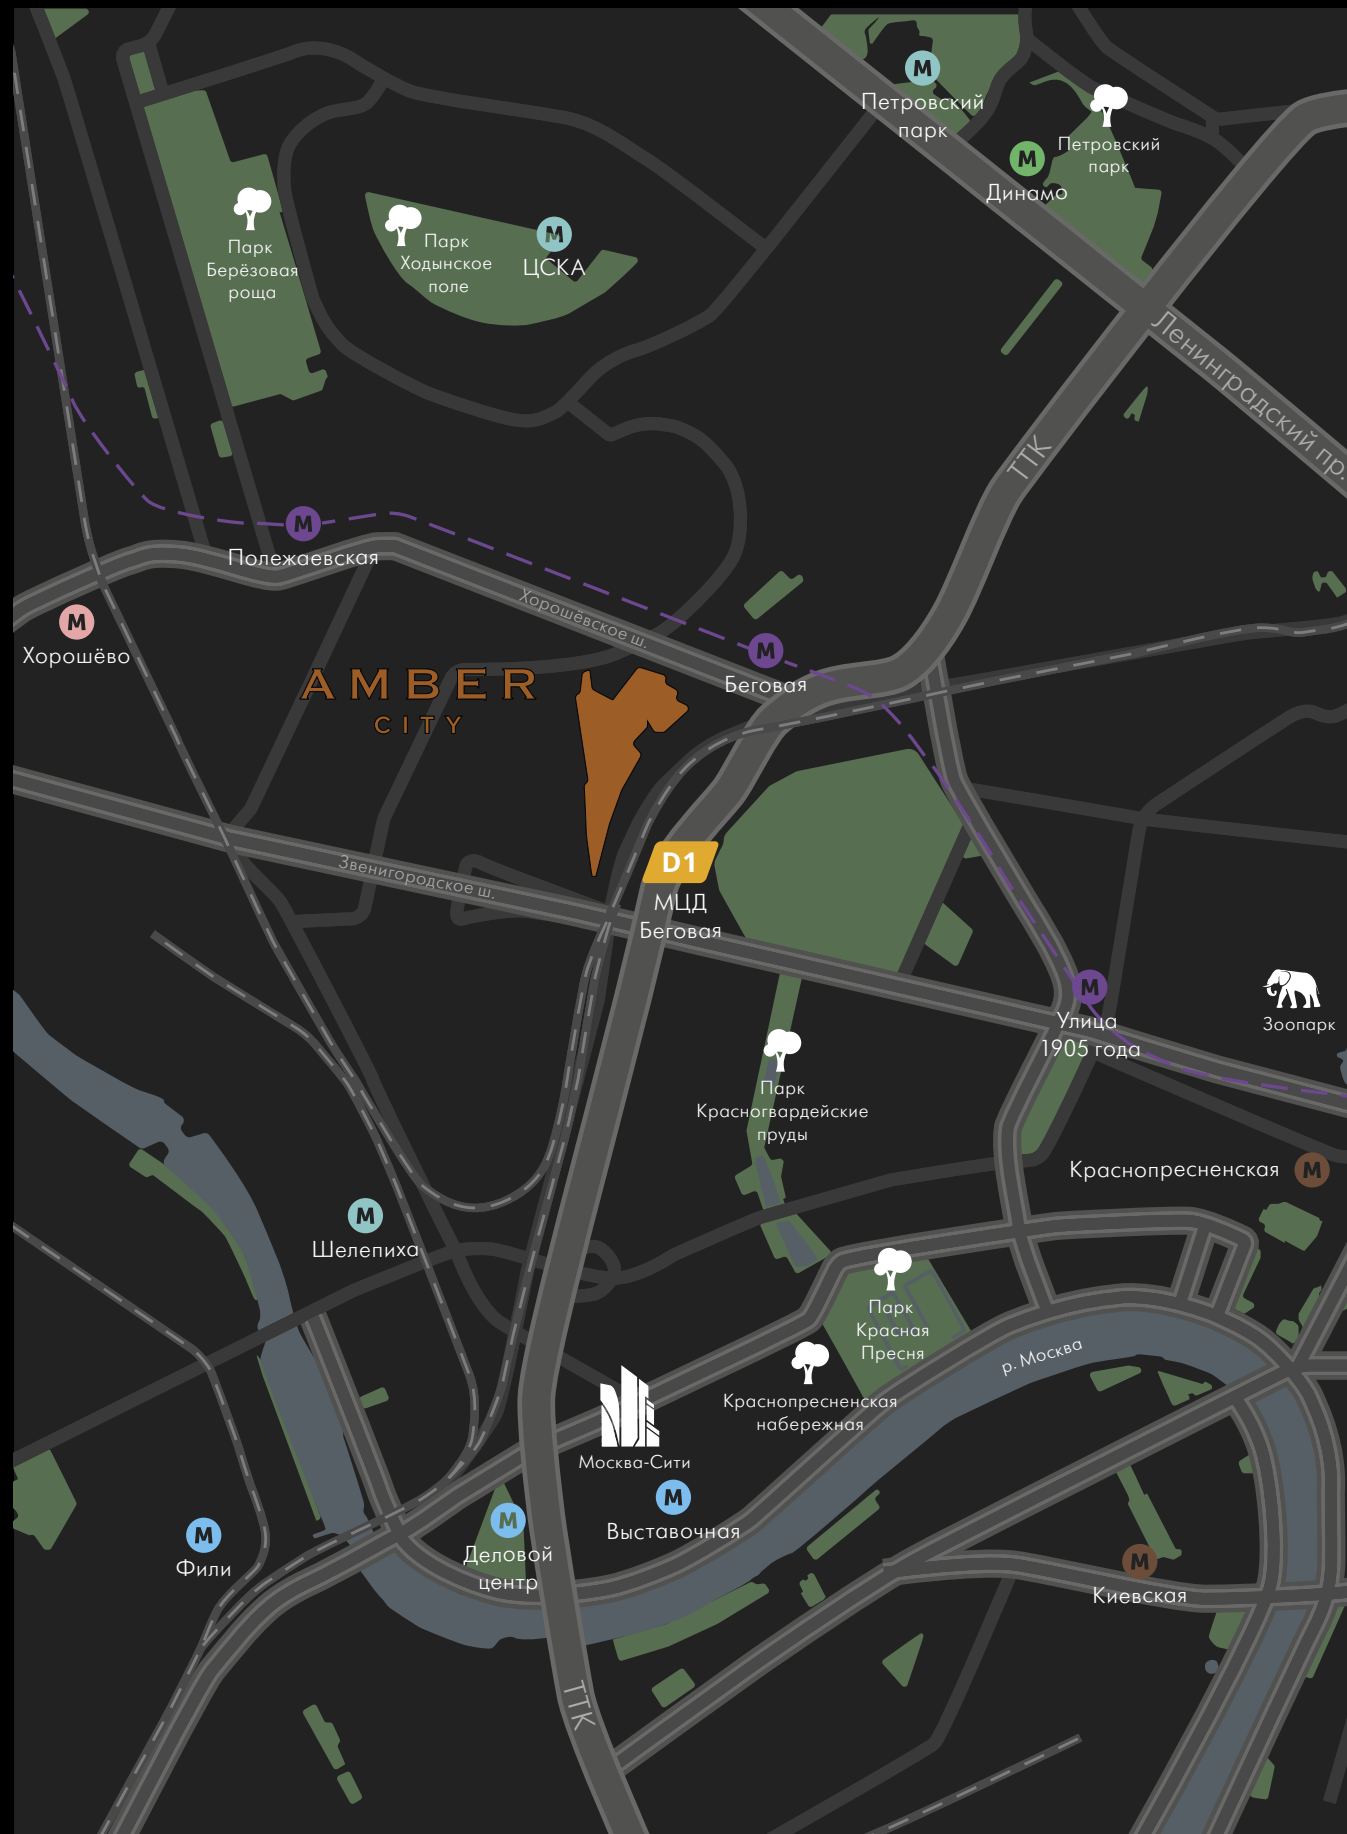 М
Петровский
парк
М
Динамо
Петровский
парк
Парк
Берёзовая
роща
Парк
Ходынское
поле
М
ЦСКА
Ленинградский пр.
ТТК
М
Полежаевская
Хорошёвское ш.
М
Хорошёво
М
Беговая
AMBER
CITY
Звенигородское ш.
D1
МЦД
Беговая
М
Улица
1905 года
Зоопарк
Парк
Красногвардейские
пруды
Краснопресненская
М
М
Шелепиха
Парк
Красная
Пресня
р. Москва
Краснопресненская
набережная
Москва-Сити
М
Выставочная
М
Деловой
центр
М
Фили
М
Киевская
ТТК